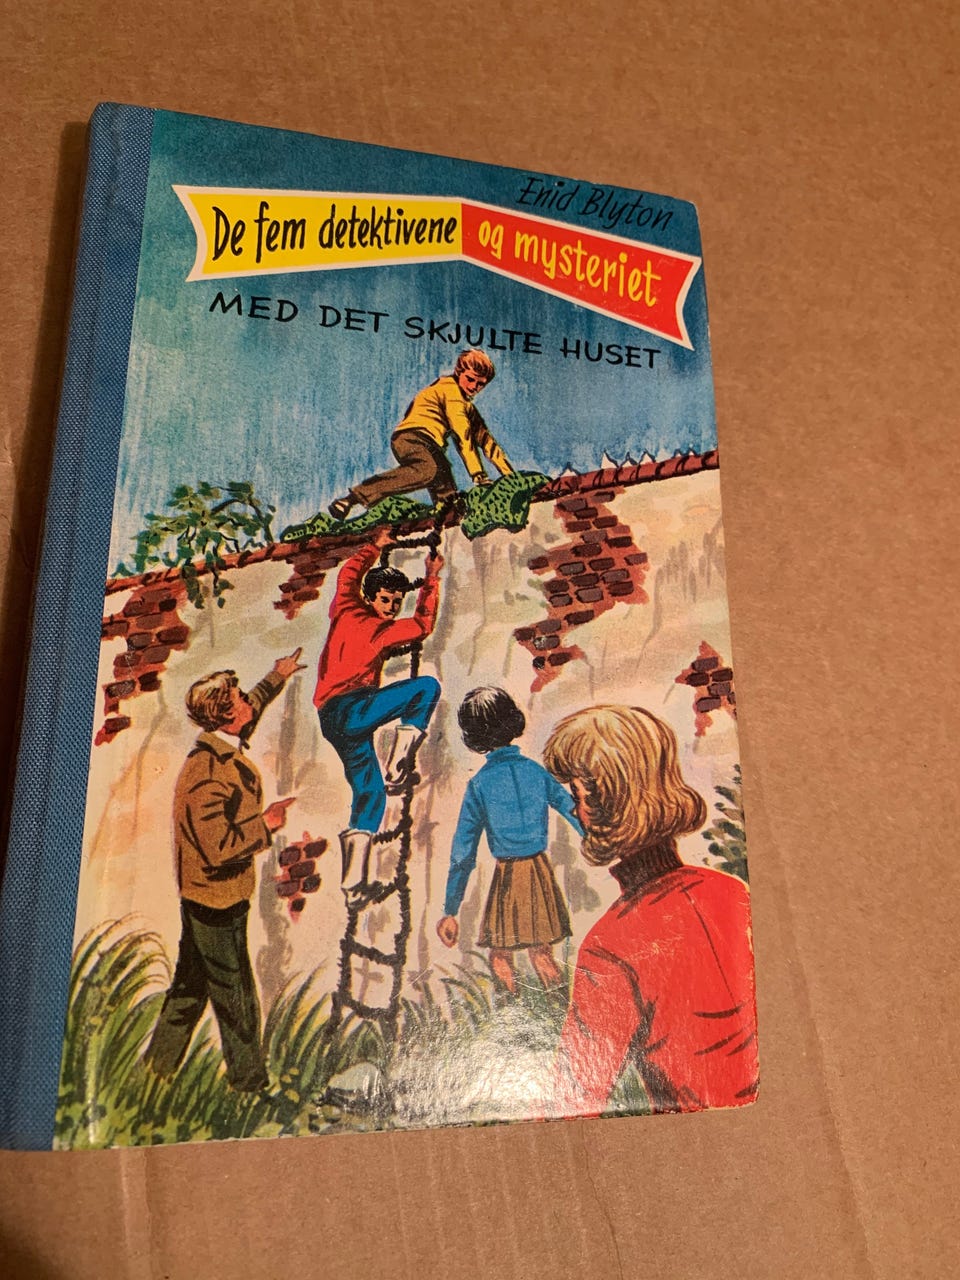 Enid Blyton
De fem detektivene og mysteriet
MED DET SKJULTE HUSET